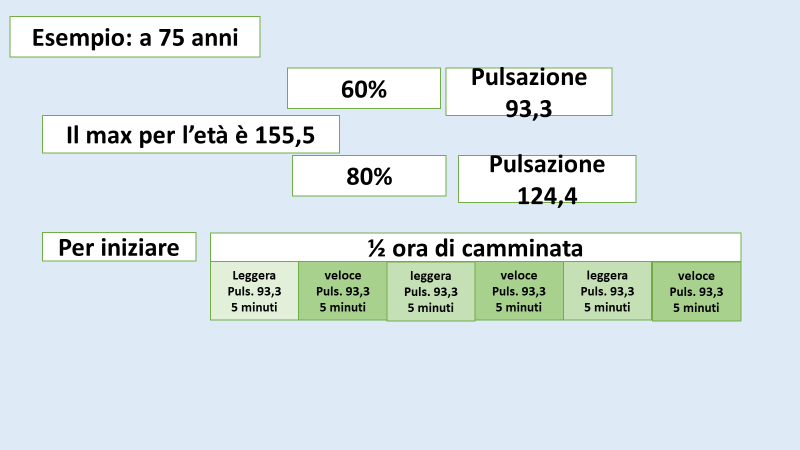 Esempio: a 75 anni
60%
Pulsazione
93,3
Il max per l’età è 155,5
80%
Pulsazione
124,4
Per iniziare
½ ora di camminata
Leggera
Puls. 93,3
5 minuti
veloce
Puls. 93,3
5 minuti
leggera
Puls. 93,3
5 minuti
veloce
Puls. 93,3
5 minuti
leggera
Puls. 93,3
5 minuti
veloce
Puls. 93,3
5 minuti